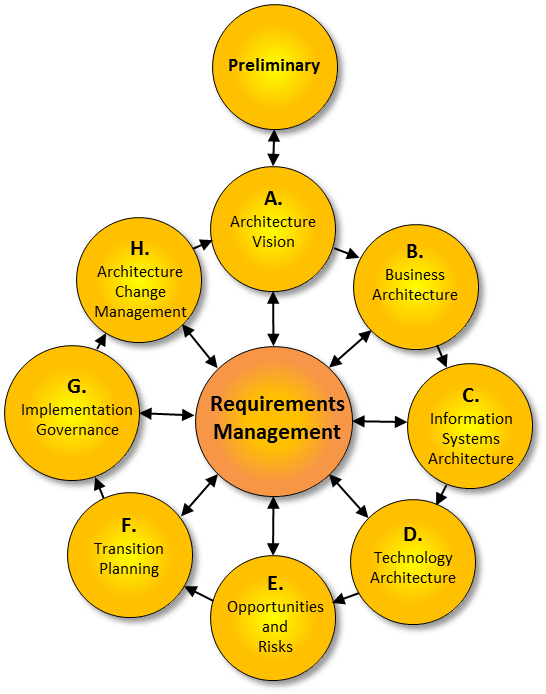 Preliminary
A.
Architecture
Vision
B.
Business
Architecture
C.
Information
Systems
Architecture
D.
Technology
Architecture
E.
Opportunities
and
Risks
F.
Transition
Planning
G.
Implementation
Governance
H.
Architecture
Change
Management
Requirements
Management